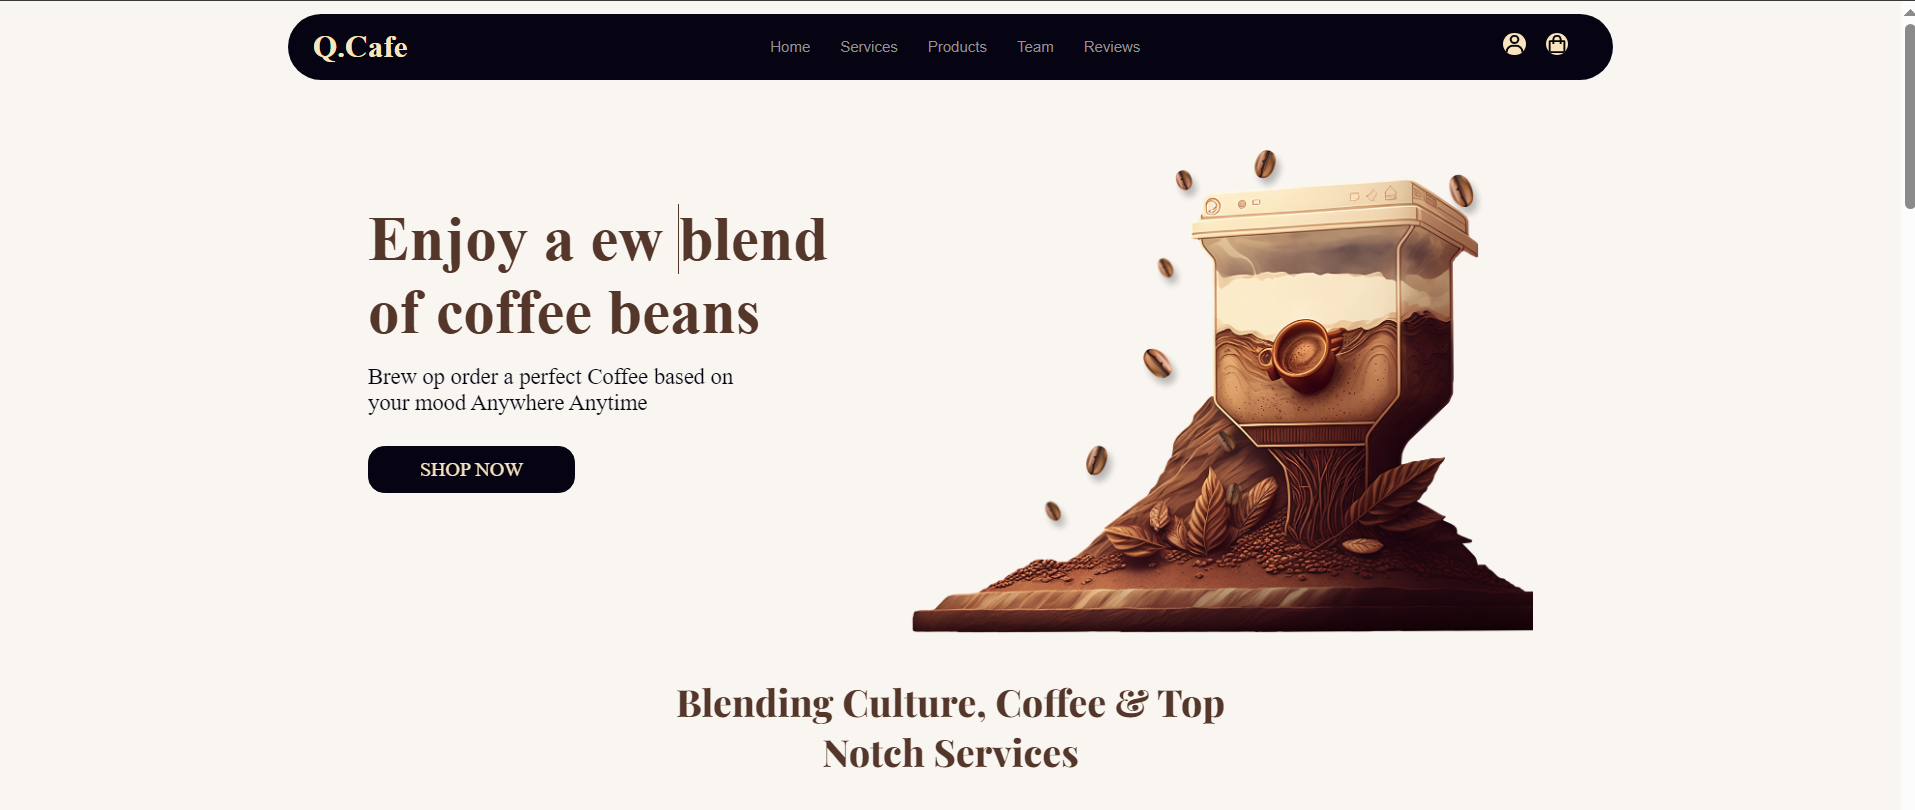 Q.Cafe
Home Services Products Team Reviews
Enjoy a ew blend
of coffee beans
Brew op order a perfect Coffee based on
your mood Anywhere Anytime
SHOP NOW
Blending Culture, Coffee & Top
Notch Services